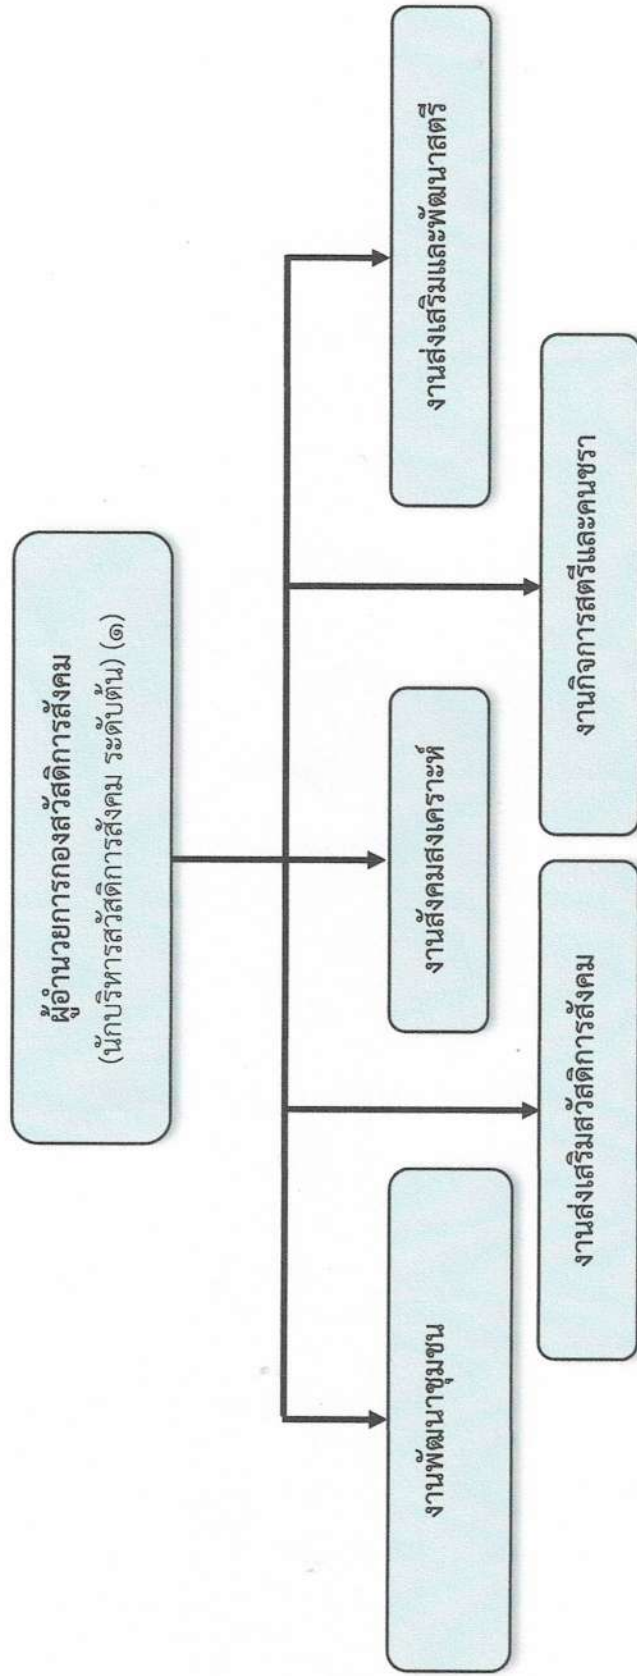 ผู้อำนวยการกองสวัสดิการสังคม
(นักบริหารสวัสดิการสังคม ระดับต้น) (๑)
งานพัฒนาชุมชน
งานส่งเสริมสวัสดิการสังคม
งานสังคมสงเคราะห์
งานกิจการสตรีและคนชรา
งานส่งเสริมและพัฒนาสตรี